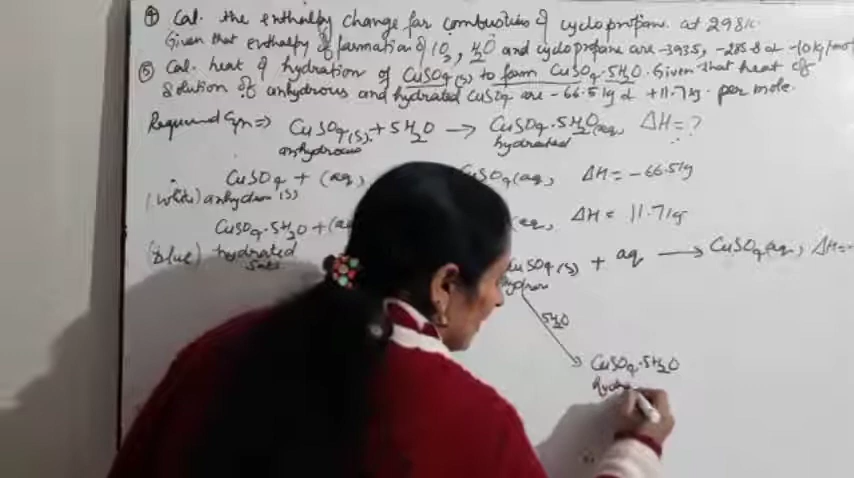 ④ Cal. the enthalpy change for combustion of cyclopropane. at 298K.
Given that enthalpy of formation of CO2, H2O and cyclopropane are -393.5, -285.8 & -10 kJ/mol
⑤ Cal. heat of hydration of CuSO4(s) to form CuSO4.5H2O. Given that heat of
solution of anhydrous and hydrated CuSO4 are -66.5 kJ & +11.7 kJ. per mole.
Required Eqn => CuSO4(s) + 5H2O → CuSO4.5H2O(aq, ΔH = ?
anhydrous hydrated
CuSO4 + (aq, CuSO4(aq, ΔH = -66.5 kJ
(White) anhydrous (s)
CuSO4.5H2O + (aq (aq, ΔH = 11.7 kJ
(blue) hydrated
salt
CuSO4(s) + aq → CuSO4(aq, ΔH = -
5H2O
CuSO4.5H2O